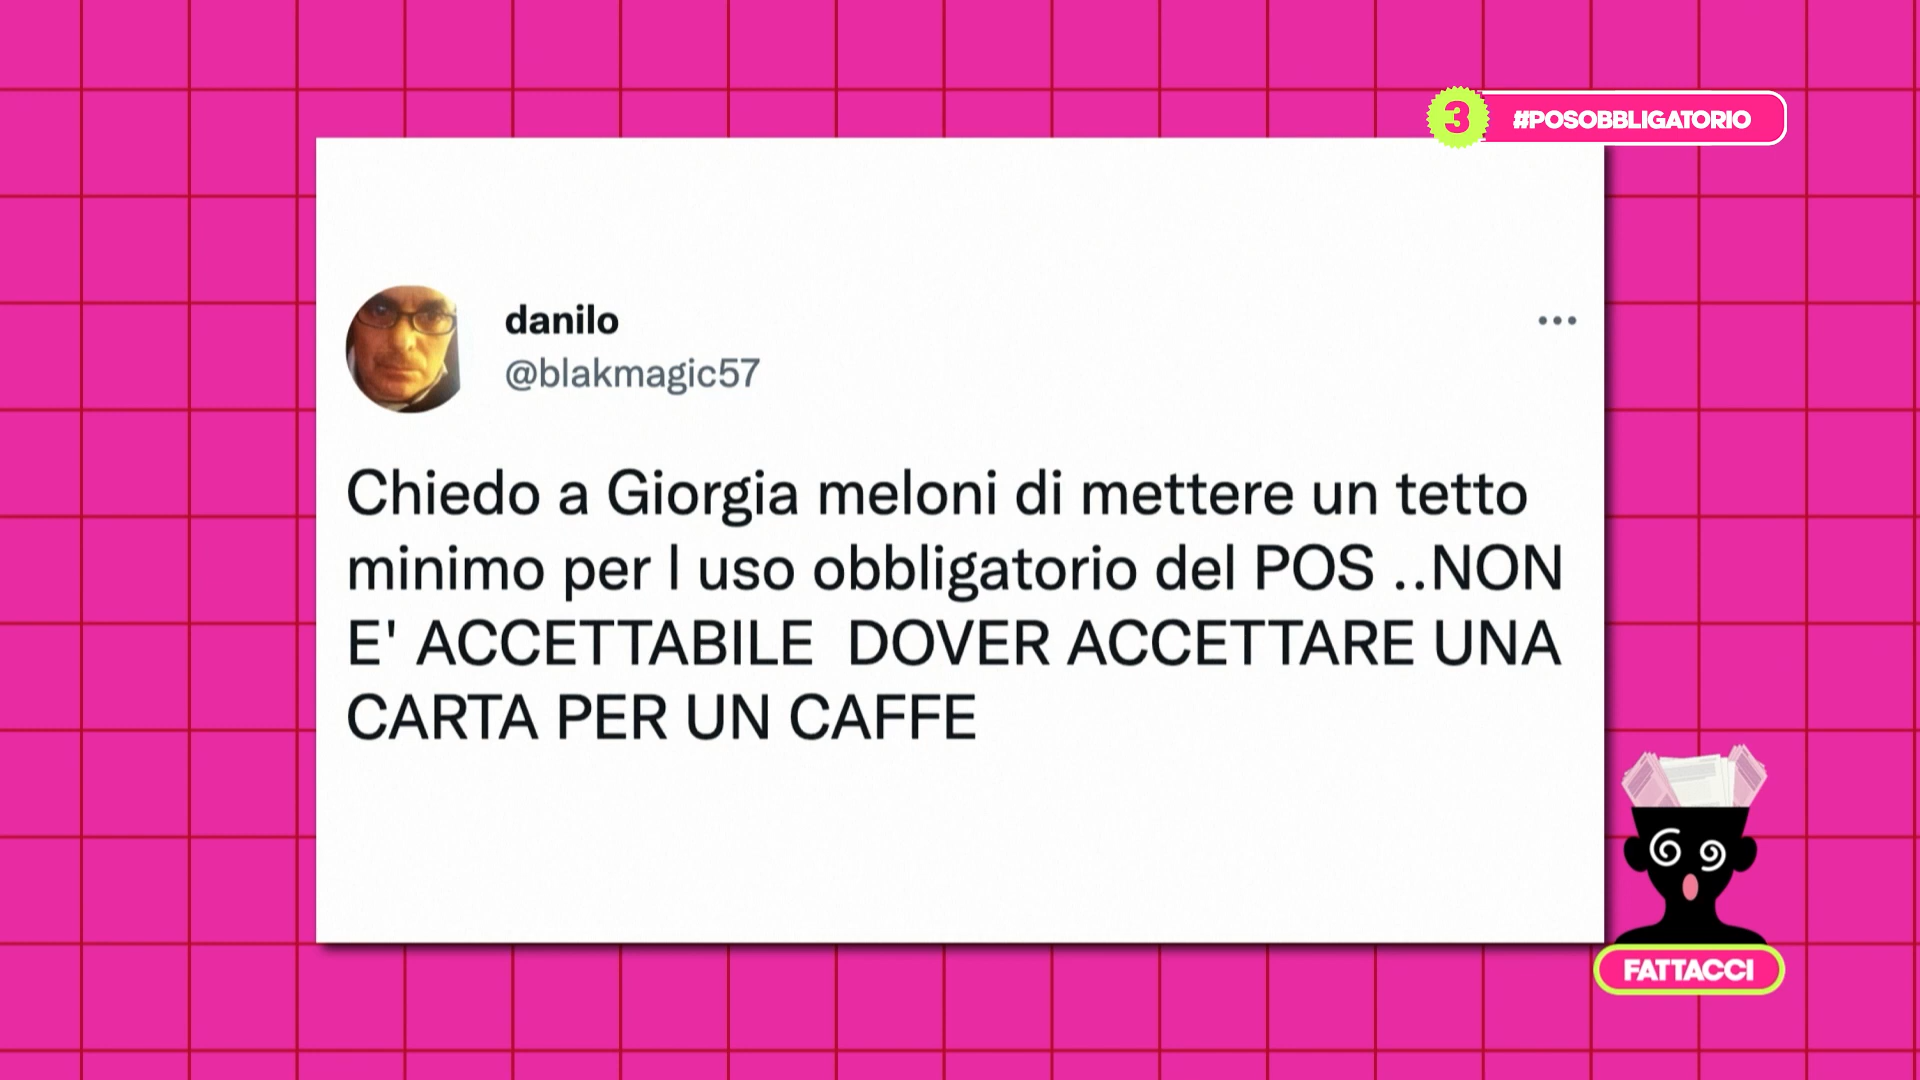 3 #POSOBBLIGATORIO
danilo
@blakmagic57
Chiedo a Giorgia meloni di mettere un tetto
minimo per l uso obbligatorio del POS ..NON
E' ACCETTABILE  DOVER ACCETTARE UNA
CARTA PER UN CAFFE
FATTACCI